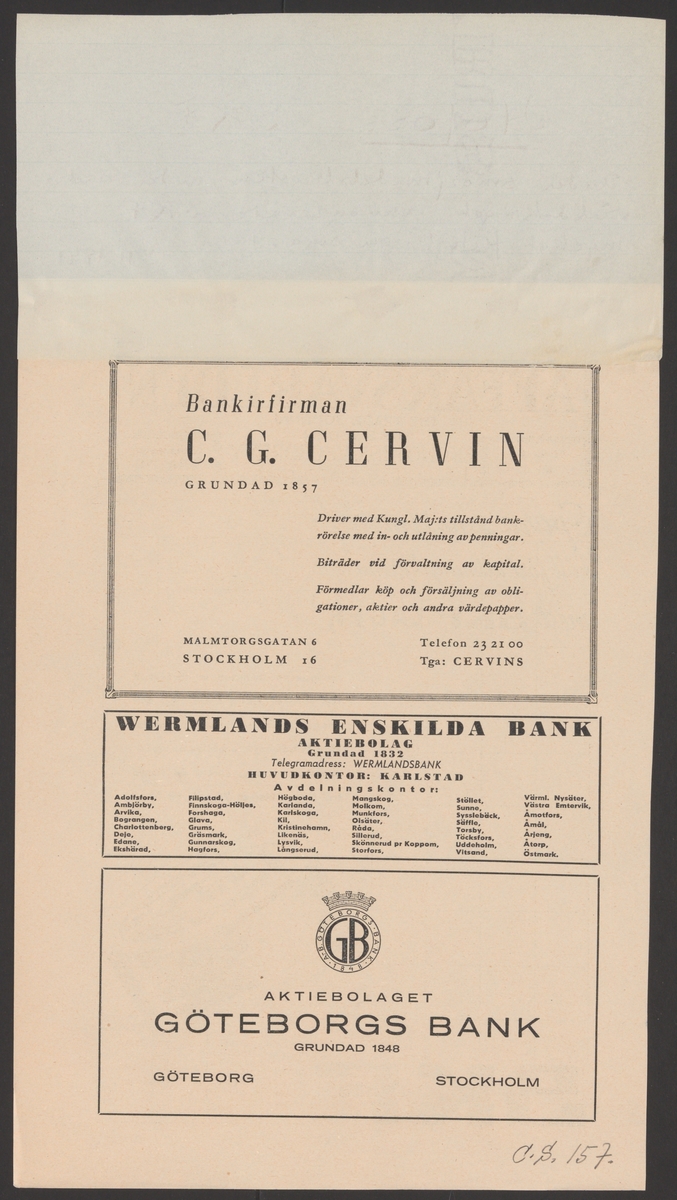 Bankirfirman
C. G. CERVIN
GRUNDAD 1857
Driver med Kungl. Maj:ts tillstånd bank-
rörelse med in- och utlåning av penningar.
Biträder vid förvaltning av kapital.
Förmedlar köp och försäljning av obli-
gationer, aktier och andra värdepapper.
MALMTORGSGATAN 6
STOCKHOLM 16
Telefon 23 21 00
Tga: CERVINS
WERMLANDS ENSKILDA BANK
AKTIEBOLAG
Grundad 1832
Telegramadress: WERMLANDSBANK
HUVUDKONTOR: KARLSTAD
Avdelningskontor:
Adolfsfors,
Ambjörby,
Arvika,
Bograngen,
Charlottenberg,
Deje,
Edane,
Ekshärad,
Filipstad,
Finnskoga-Höljes,
Forshaga,
Glava,
Grums,
Gräsmark,
Gunnarskog,
Hagfors,
Högboda,
Karlanda,
Karlskoga,
Kil,
Kristinehamn,
Likenäs,
Lysvik,
Långserud,
Mangskog,
Molkom,
Munkfors,
Olsäter,
Råda,
Sillerud,
Skönnerud pr Koppom,
Storfors,
Stöllet,
Sunne,
Sysslebäck,
Säffle,
Torsby,
Töcksfors,
Uddeholm,
Vitsand,
Värml. Nysäter,
Västra Emtervik,
Åmotfors,
Åmål,
Årjeng,
Åtorp,
Östmark.
A.-B. GÖTEBORGS BANK
GB
1848
AKTIEBOLAGET
GÖTEBORGS BANK
GRUNDAD 1848
GÖTEBORG
STOCKHOLM
C.S. 157.